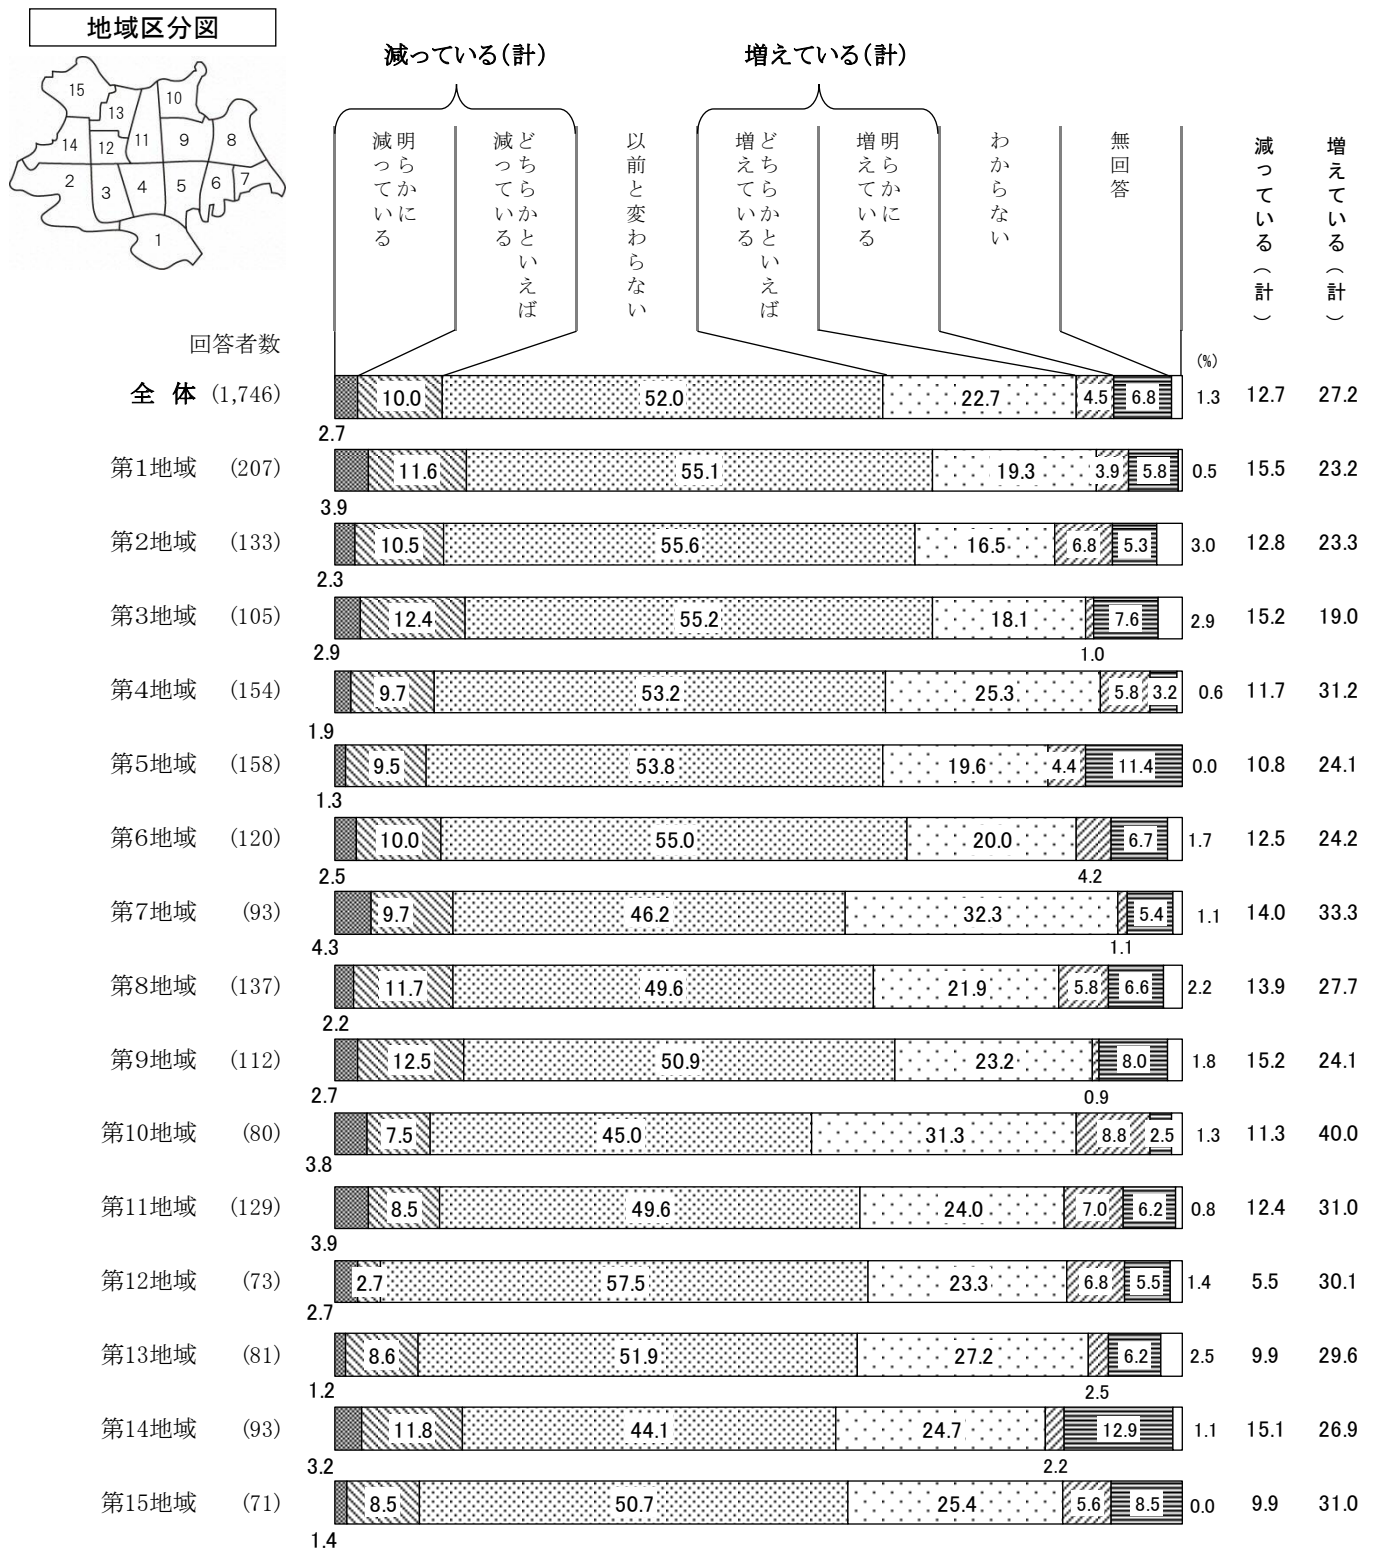 地域区分図
15
13
10
14
12
11
9
8
2
3
4
5
6
7
1
減っている(計)
増えている(計)
明らかに
減っている
どちらかといえば
減っている
以前と変わらない
どちらかといえば
増えている
明らかに
増えている
わからない
無回答
減っている(計)
増えている(計)
回答者数
(%)
全 体 (1,746) 10.0 52.0 22.7 4.5 6.8 1.3 12.7 27.2
2.7
第1地域 (207) 11.6 55.1 19.3 3.9 5.8 0.5 15.5 23.2
3.9
第2地域 (133) 10.5 55.6 16.5 6.8 5.3 3.0 12.8 23.3
2.3
第3地域 (105) 12.4 55.2 18.1 7.6 2.9 15.2 19.0
2.9 1.0
第4地域 (154) 9.7 53.2 25.3 5.8 3.2 0.6 11.7 31.2
1.9
第5地域 (158) 9.5 53.8 19.6 4.4 11.4 0.0 10.8 24.1
1.3
第6地域 (120) 10.0 55.0 20.0 6.7 1.7 12.5 24.2
2.5 4.2
第7地域 (93) 9.7 46.2 32.3 5.4 1.1 14.0 33.3
4.3 1.1
第8地域 (137) 11.7 49.6 21.9 5.8 6.6 2.2 13.9 27.7
2.2
第9地域 (112) 12.5 50.9 23.2 8.0 1.8 15.2 24.1
2.7 0.9
第10地域 (80) 7.5 45.0 31.3 8.8 2.5 1.3 11.3 40.0
3.8
第11地域 (129) 8.5 49.6 24.0 7.0 6.2 0.8 12.4 31.0
3.9
第12地域 (73) 2.7 57.5 23.3 6.8 5.5 1.4 5.5 30.1
2.7
第13地域 (81) 8.6 51.9 27.2 6.2 2.5 9.9 29.6
1.2 2.5
第14地域 (93) 11.8 44.1 24.7 12.9 1.1 15.1 26.9
3.2 2.2
第15地域 (71) 8.5 50.7 25.4 5.6 8.5 0.0 9.9 31.0
1.4